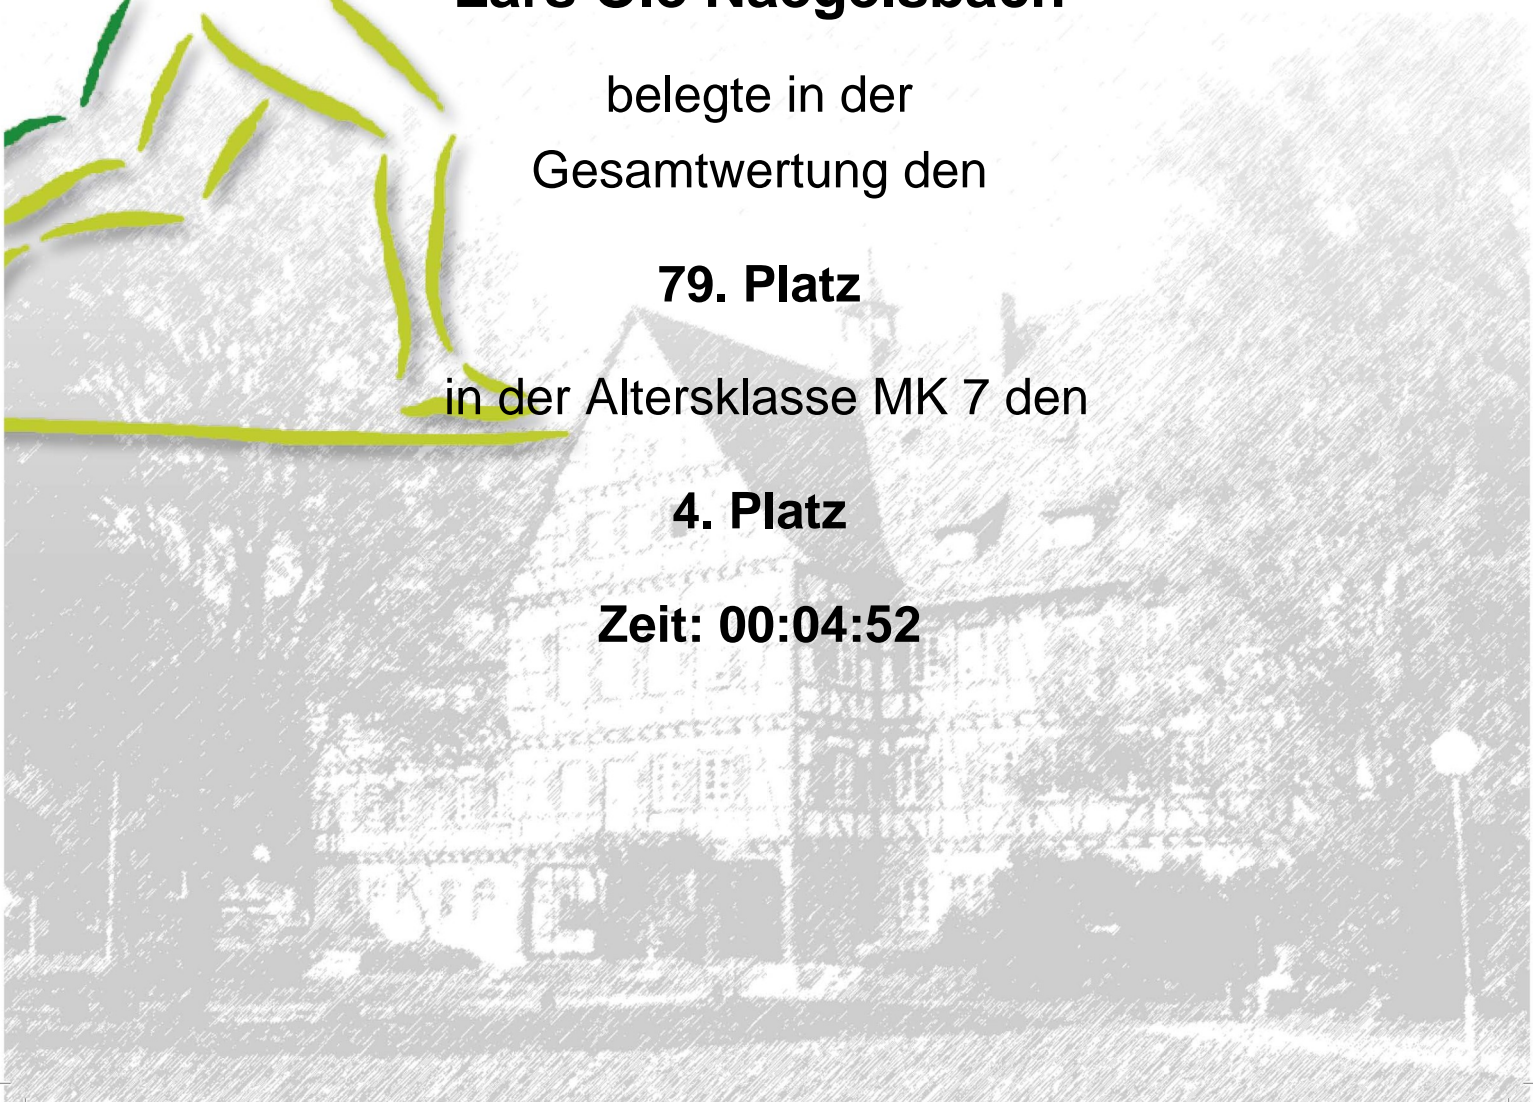 belegte in der
Gesamtwertung den
79. Platz
in der Altersklasse MK 7 den
4. Platz
Zeit: 00:04:52